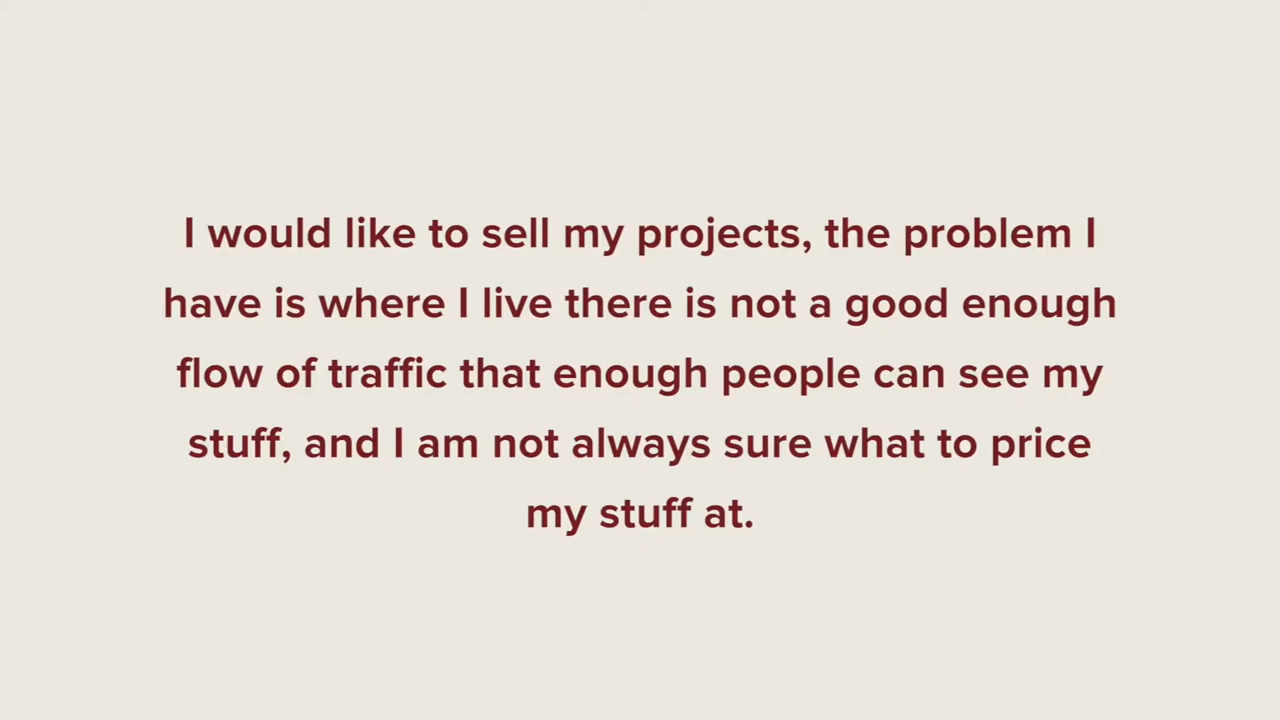 I would like to sell my projects, the problem I
have is where I live there is not a good enough
flow of traffic that enough people can see my
stuff, and I am not always sure what to price
my stuff at.